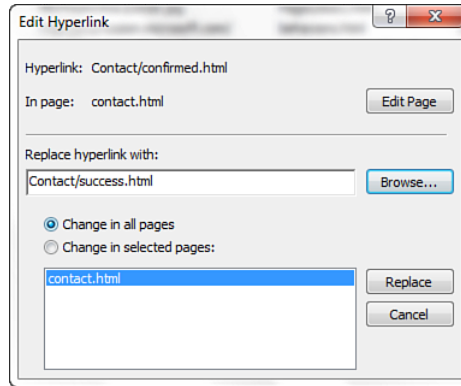 Edit Hyperlink
?
X
Hyperlink: Contact/confirmed.html
In page: contact.html
Edit Page
Replace hyperlink with:
Contact/success.html
Browse...
Change in all pages
Change in selected pages:
contact.html
Replace
Cancel